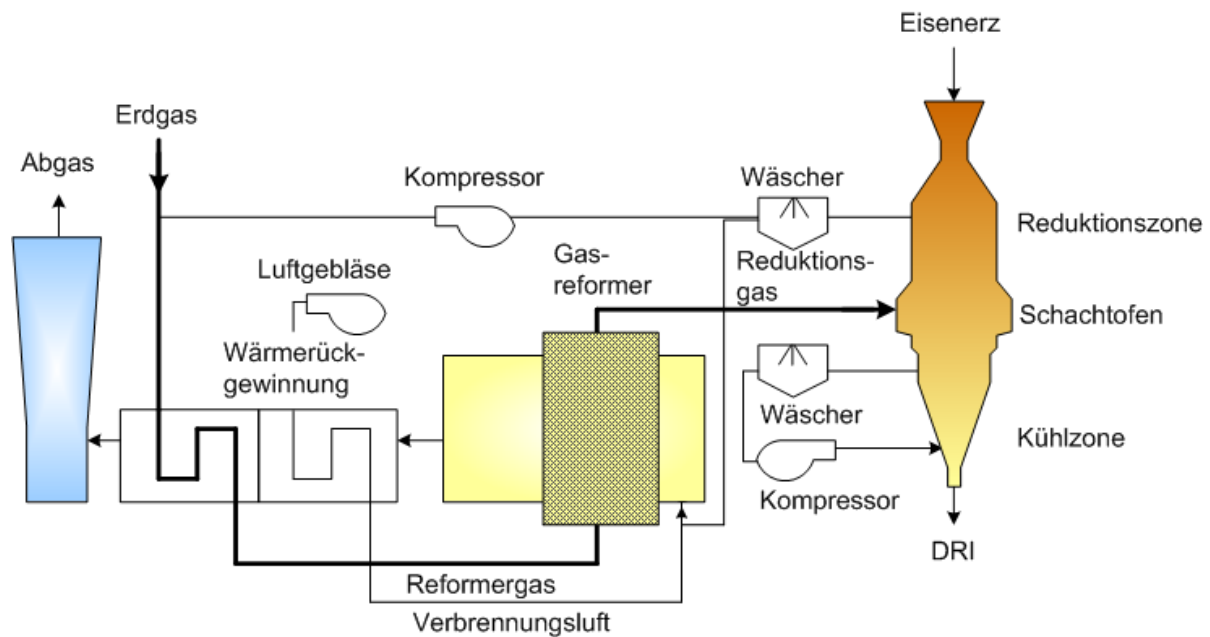 Eisenerz
Erdgas
Abgas
Kompressor
Wäscher
Reduktionszone
Luftgebläse
Gas-
reformer
Reduktions-
gas
Schachtofen
Wärmerück-
gewinnung
Wäscher
Kühlzone
Kompressor
DRI
Reformergas
Verbrennungsluft